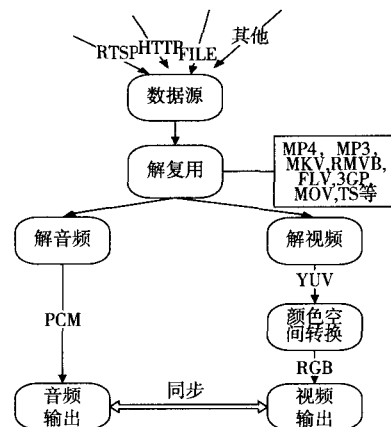 RTSP HTTP FILE 其他
数据源
解复用
MP4, MP3,
MKV,RMVB,
FLV,3GP,
MOV,TS等
解音频 解视频
YUV
PCM
颜色空
间转换
RGB
音频
输出
同步
视频
输出